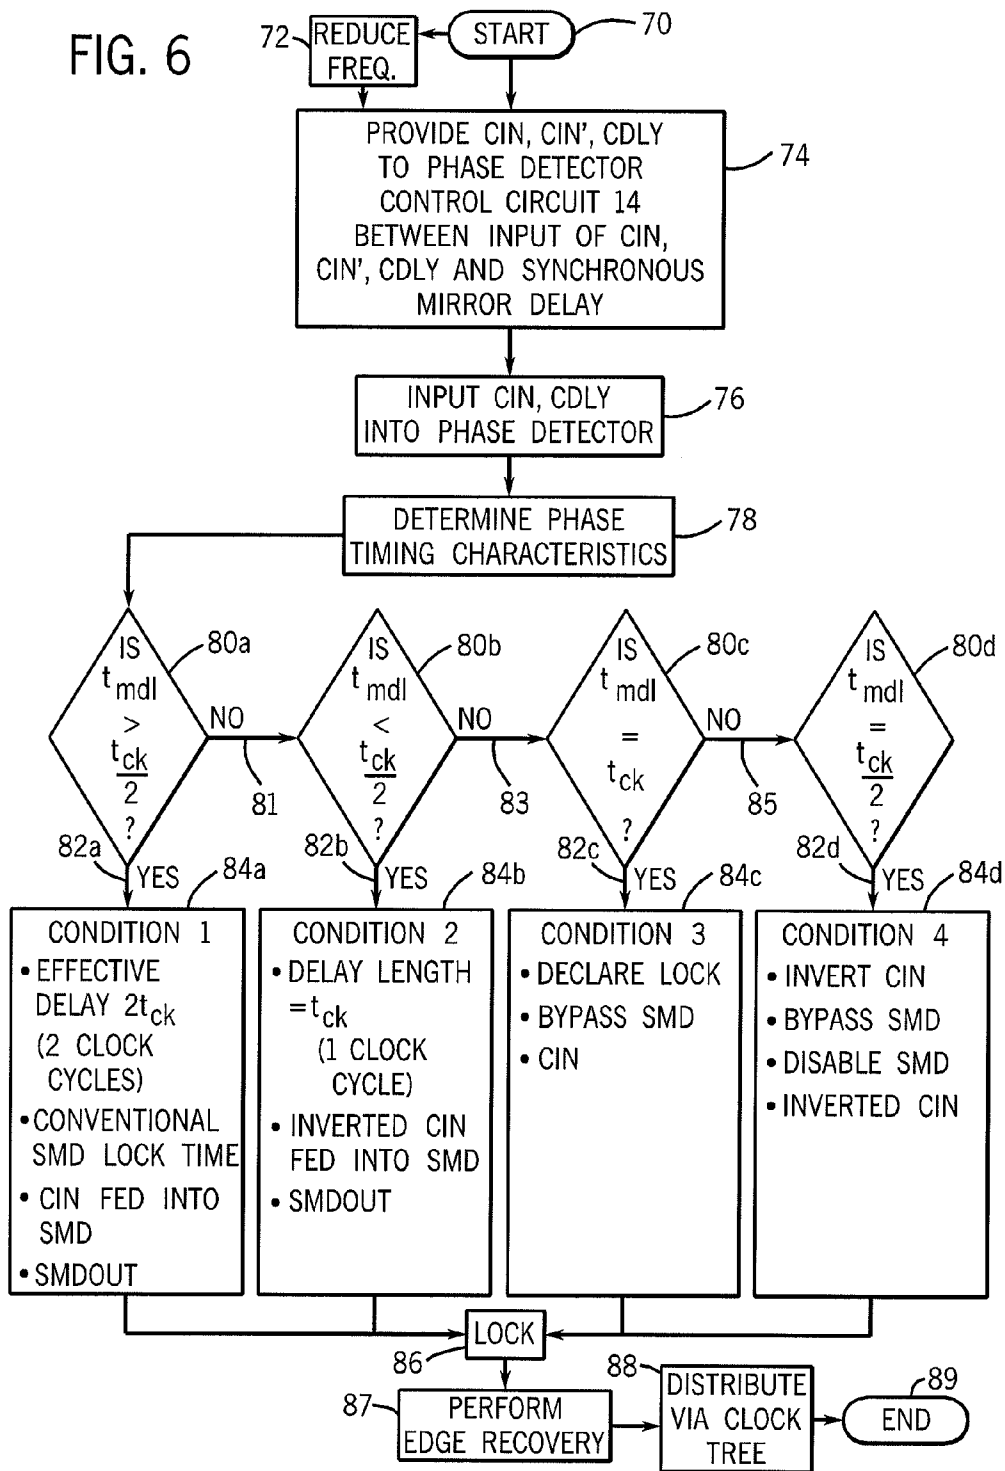 FIG. 6
72
REDUCE
FREQ.
START
70
PROVIDE CIN, CIN', CDLY
TO PHASE DETECTOR
CONTROL CIRCUIT 14
BETWEEN INPUT OF CIN,
CIN', CDLY AND SYNCHRONOUS
MIRROR DELAY
74
INPUT CIN, CDLY
INTO PHASE DETECTOR
76
DETERMINE PHASE
TIMING CHARACTERISTICS
78
IS
tmdl
>
tck
2
?
80a
NO
81
82a
YES
IS
tmdl
<
tck
2
?
80b
NO
83
82b
YES
IS
tmdl
=
tck
?
80c
NO
85
82c
YES
IS
tmdl
=
tck
2
?
80d
82d
YES
84a
CONDITION 1
• EFFECTIVE
DELAY 2tck
(2 CLOCK
CYCLES)
• CONVENTIONAL
SMD LOCK TIME
• CIN FED INTO
SMD
• SMDOUT
84b
CONDITION 2
• DELAY LENGTH
=tck
(1 CLOCK
CYCLE)
• INVERTED CIN
FED INTO SMD
• SMDOUT
84c
CONDITION 3
• DECLARE LOCK
• BYPASS SMD
• CIN
84d
CONDITION 4
• INVERT CIN
• BYPASS SMD
• DISABLE SMD
• INVERTED CIN
LOCK
86
87
PERFORM
EDGE RECOVERY
88
DISTRIBUTE
VIA CLOCK
TREE
89
END